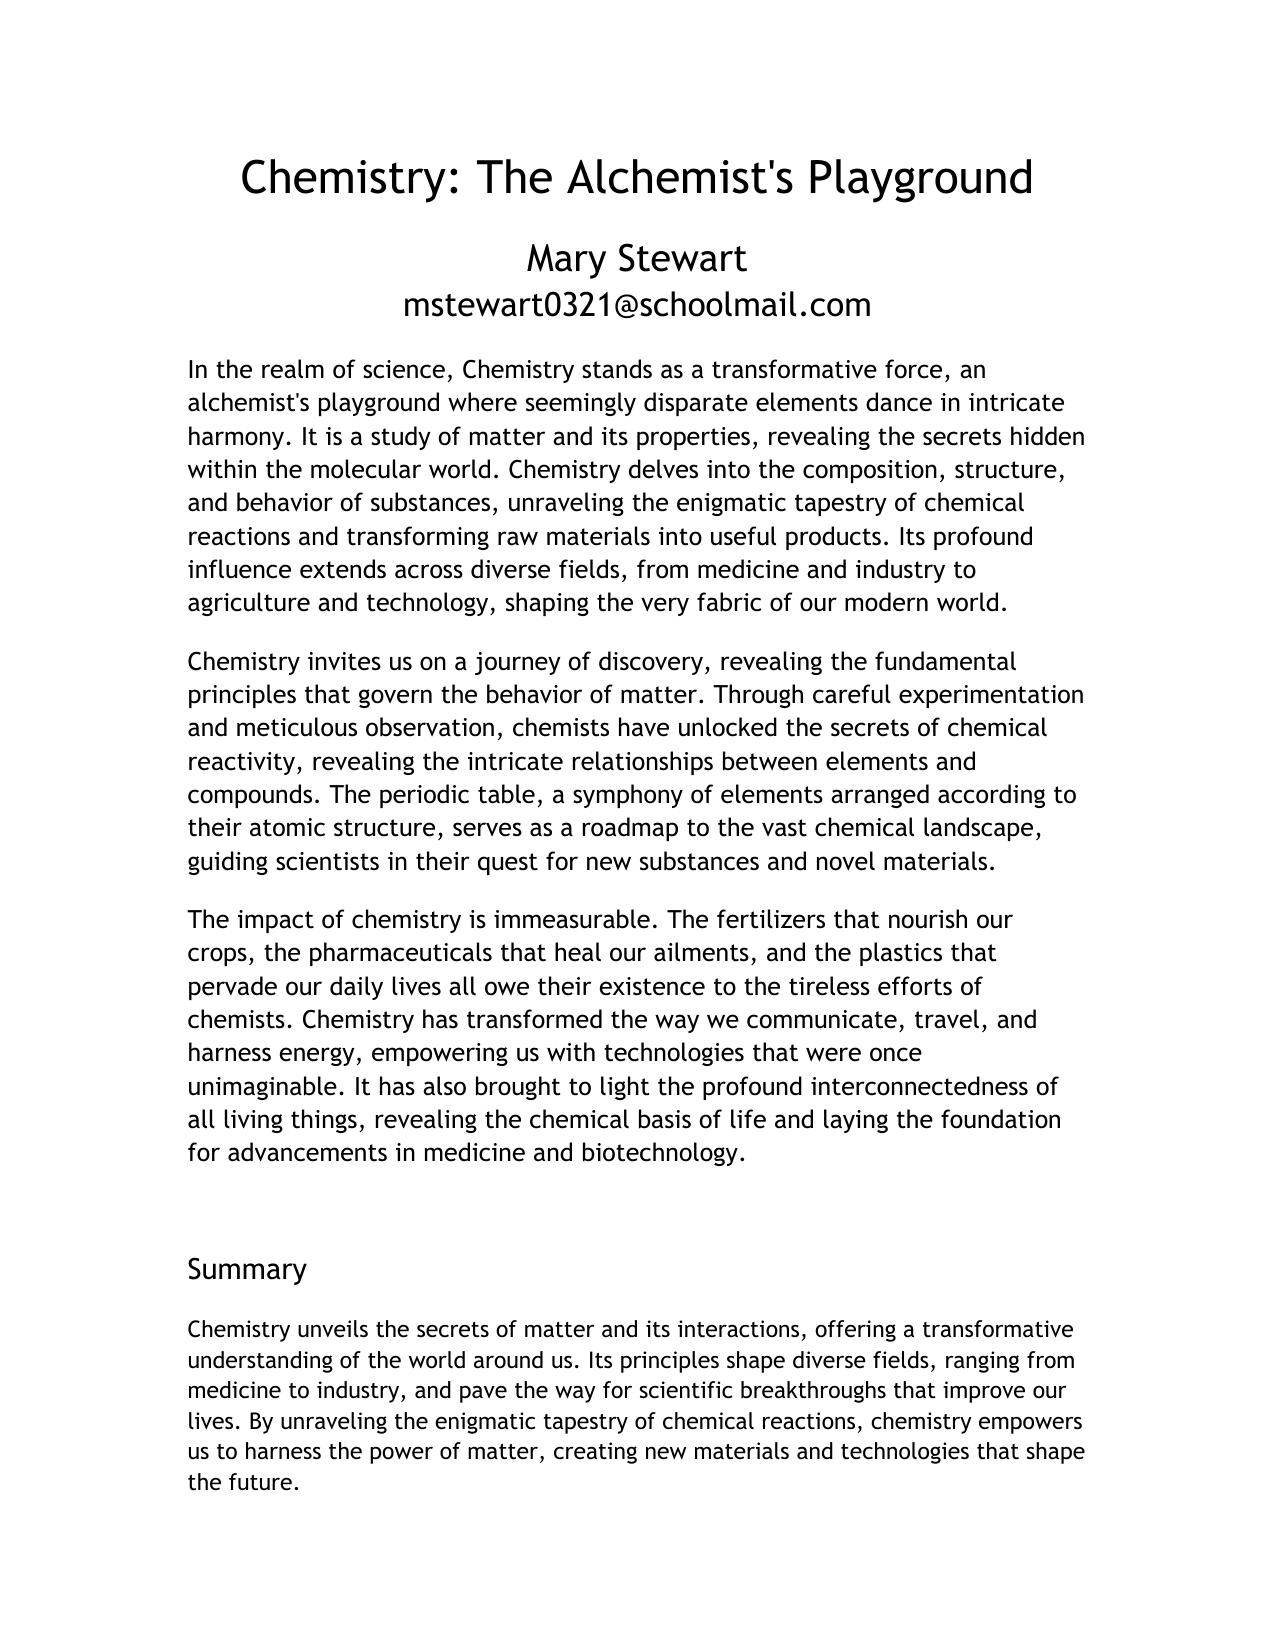 Chemistry: The Alchemist's Playground
Mary Stewart
mstewart0321@schoolmail.com
In the realm of science, Chemistry stands as a transformative force, an
alchemist's playground where seemingly disparate elements dance in intricate
harmony. It is a study of matter and its properties, revealing the secrets hidden
within the molecular world. Chemistry delves into the composition, structure,
and behavior of substances, unraveling the enigmatic tapestry of chemical
reactions and transforming raw materials into useful products. Its profound
influence extends across diverse fields, from medicine and industry to
agriculture and technology, shaping the very fabric of our modern world.
Chemistry invites us on a journey of discovery, revealing the fundamental
principles that govern the behavior of matter. Through careful experimentation
and meticulous observation, chemists have unlocked the secrets of chemical
reactivity, revealing the intricate relationships between elements and
compounds. The periodic table, a symphony of elements arranged according to
their atomic structure, serves as a roadmap to the vast chemical landscape,
guiding scientists in their quest for new substances and novel materials.
The impact of chemistry is immeasurable. The fertilizers that nourish our
crops, the pharmaceuticals that heal our ailments, and the plastics that
pervade our daily lives all owe their existence to the tireless efforts of
chemists. Chemistry has transformed the way we communicate, travel, and
harness energy, empowering us with technologies that were once
unimaginable. It has also brought to light the profound interconnectedness of
all living things, revealing the chemical basis of life and laying the foundation
for advancements in medicine and biotechnology.
Summary
Chemistry unveils the secrets of matter and its interactions, offering a transformative
understanding of the world around us. Its principles shape diverse fields, ranging from
medicine to industry, and pave the way for scientific breakthroughs that improve our
lives. By unraveling the enigmatic tapestry of chemical reactions, chemistry empowers
us to harness the power of matter, creating new materials and technologies that shape
the future.